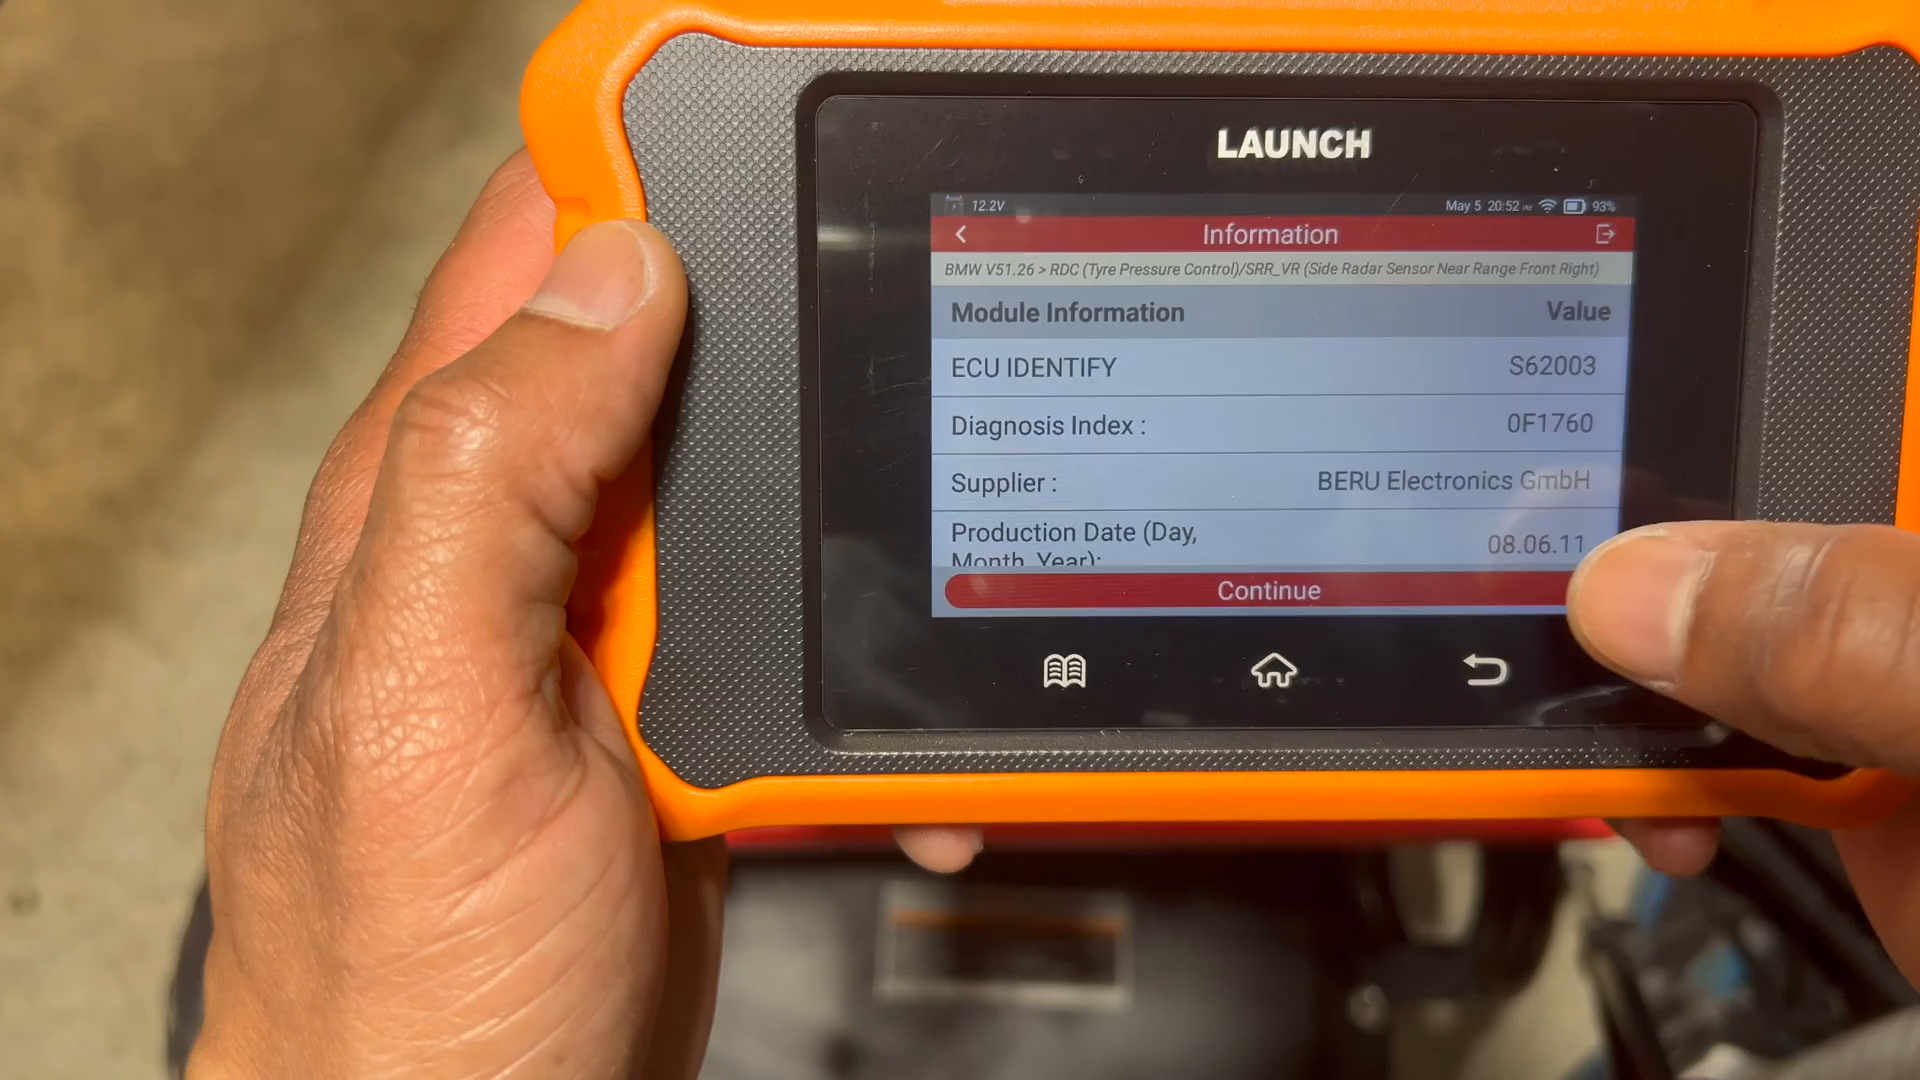 LAUNCH
12.2V May 5 20:52 93%
Information
BMW V51.26 > RDC (Tyre Pressure Control)/SRR_VR (Side Radar Sensor Near Range Front Right)
Module Information Value
ECU IDENTIFY S62003
Diagnosis Index : 0F1760
Supplier : BERU Electronics GmbH
Production Date (Day, 08.06.11
Month, Year):
Continue